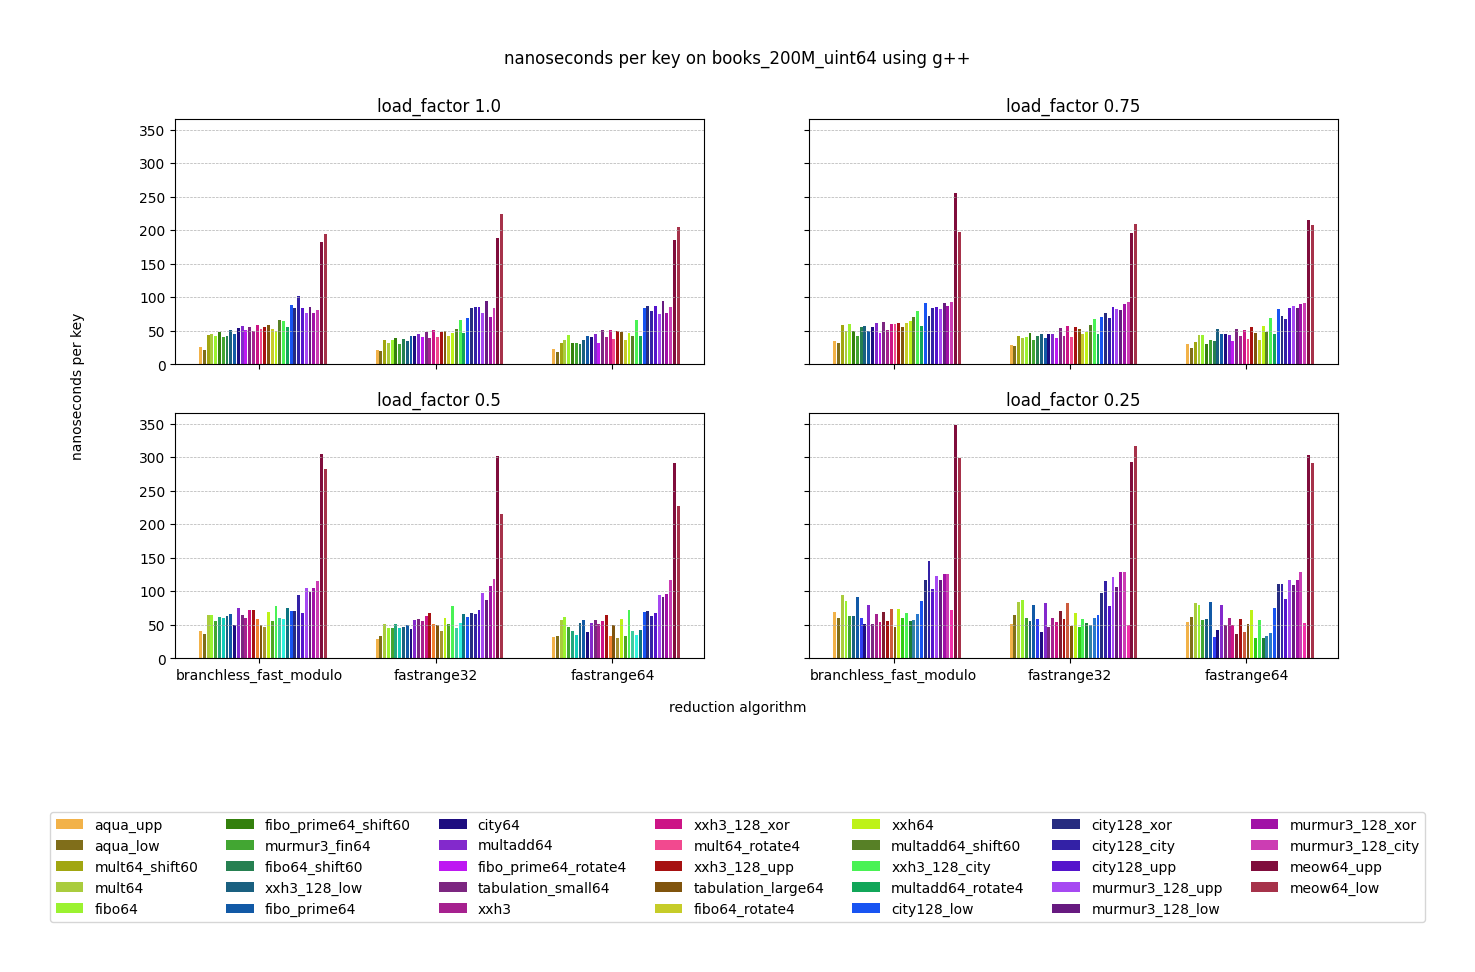 nanoseconds per key on books_200M_uint64 using g++
load_factor 1.0
load_factor 0.75
350
300
250
200
150
100
50
0
load_factor 0.5
load_factor 0.25
350
300
250
200
150
100
50
0
nanoseconds per key
branchless_fast_modulo fastrange32 fastrange64
branchless_fast_modulo fastrange32 fastrange64
reduction algorithm
aqua_upp fibo_prime64_shift60 city64 xxh3_128_xor xxh64 city128_xor murmur3_128_xor
aqua_low murmur3_fin64 multadd64 mult64_rotate4 multadd64_shift60 city128_city murmur3_128_city
mult64_shift60 fibo64_shift60 fibo_prime64_rotate4 xxh3_128_upp xxh3_128_city city128_upp meow64_upp
mult64 xxh3_128_low tabulation_small64 tabulation_large64 multadd64_rotate4 murmur3_128_upp meow64_low
fibo64 fibo_prime64 xxh3 fibo64_rotate4 city128_low murmur3_128_low